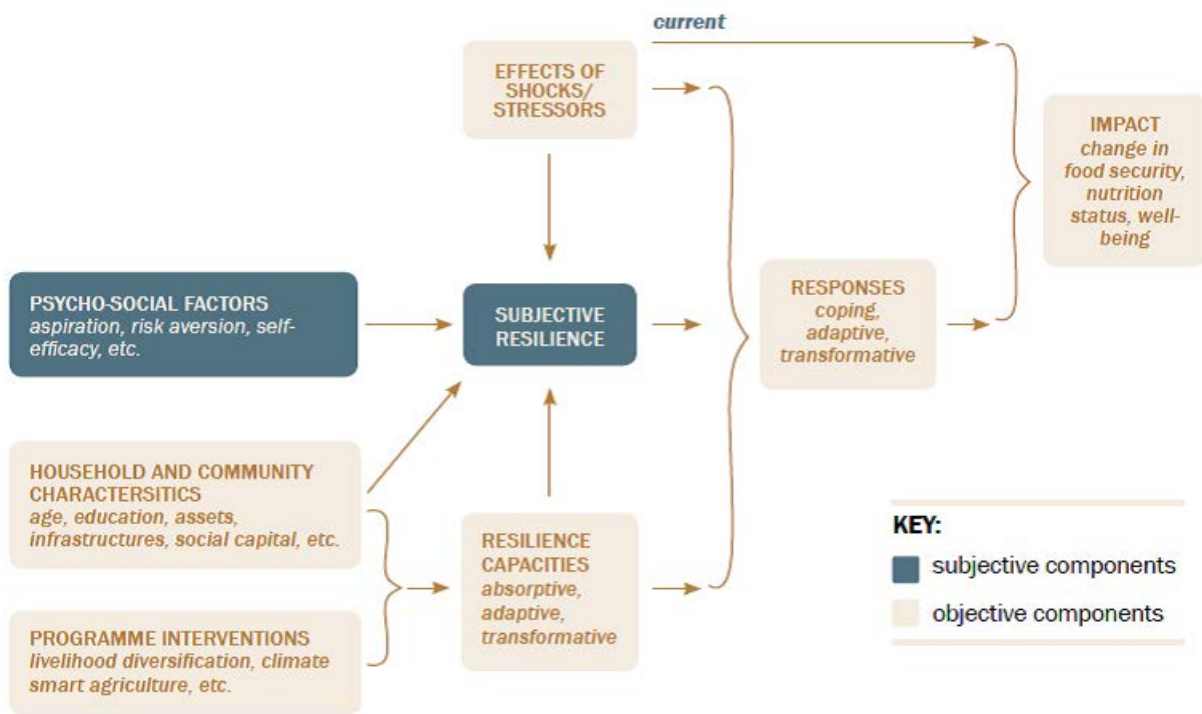 current
EFFECTS OF
SHOCKS/
STRESSORS
IMPACT
change in
food security,
nutrition
status, well-
being
PSYCHO-SOCIAL FACTORS
aspiration, risk aversion, self-
efficacy, etc.
SUBJECTIVE
RESILIENCE
RESPONSES
coping,
adaptive,
transformative
HOUSEHOLD AND COMMUNITY
CHARACTERSITICS
age, education, assets,
infrastructures, social capital, etc.
RESILIENCE
CAPACITIES
absorptive,
adaptive,
transformative
PROGRAMME INTERVENTIONS
livelihood diversification, climate
smart agriculture, etc.
KEY:
subjective components
objective components